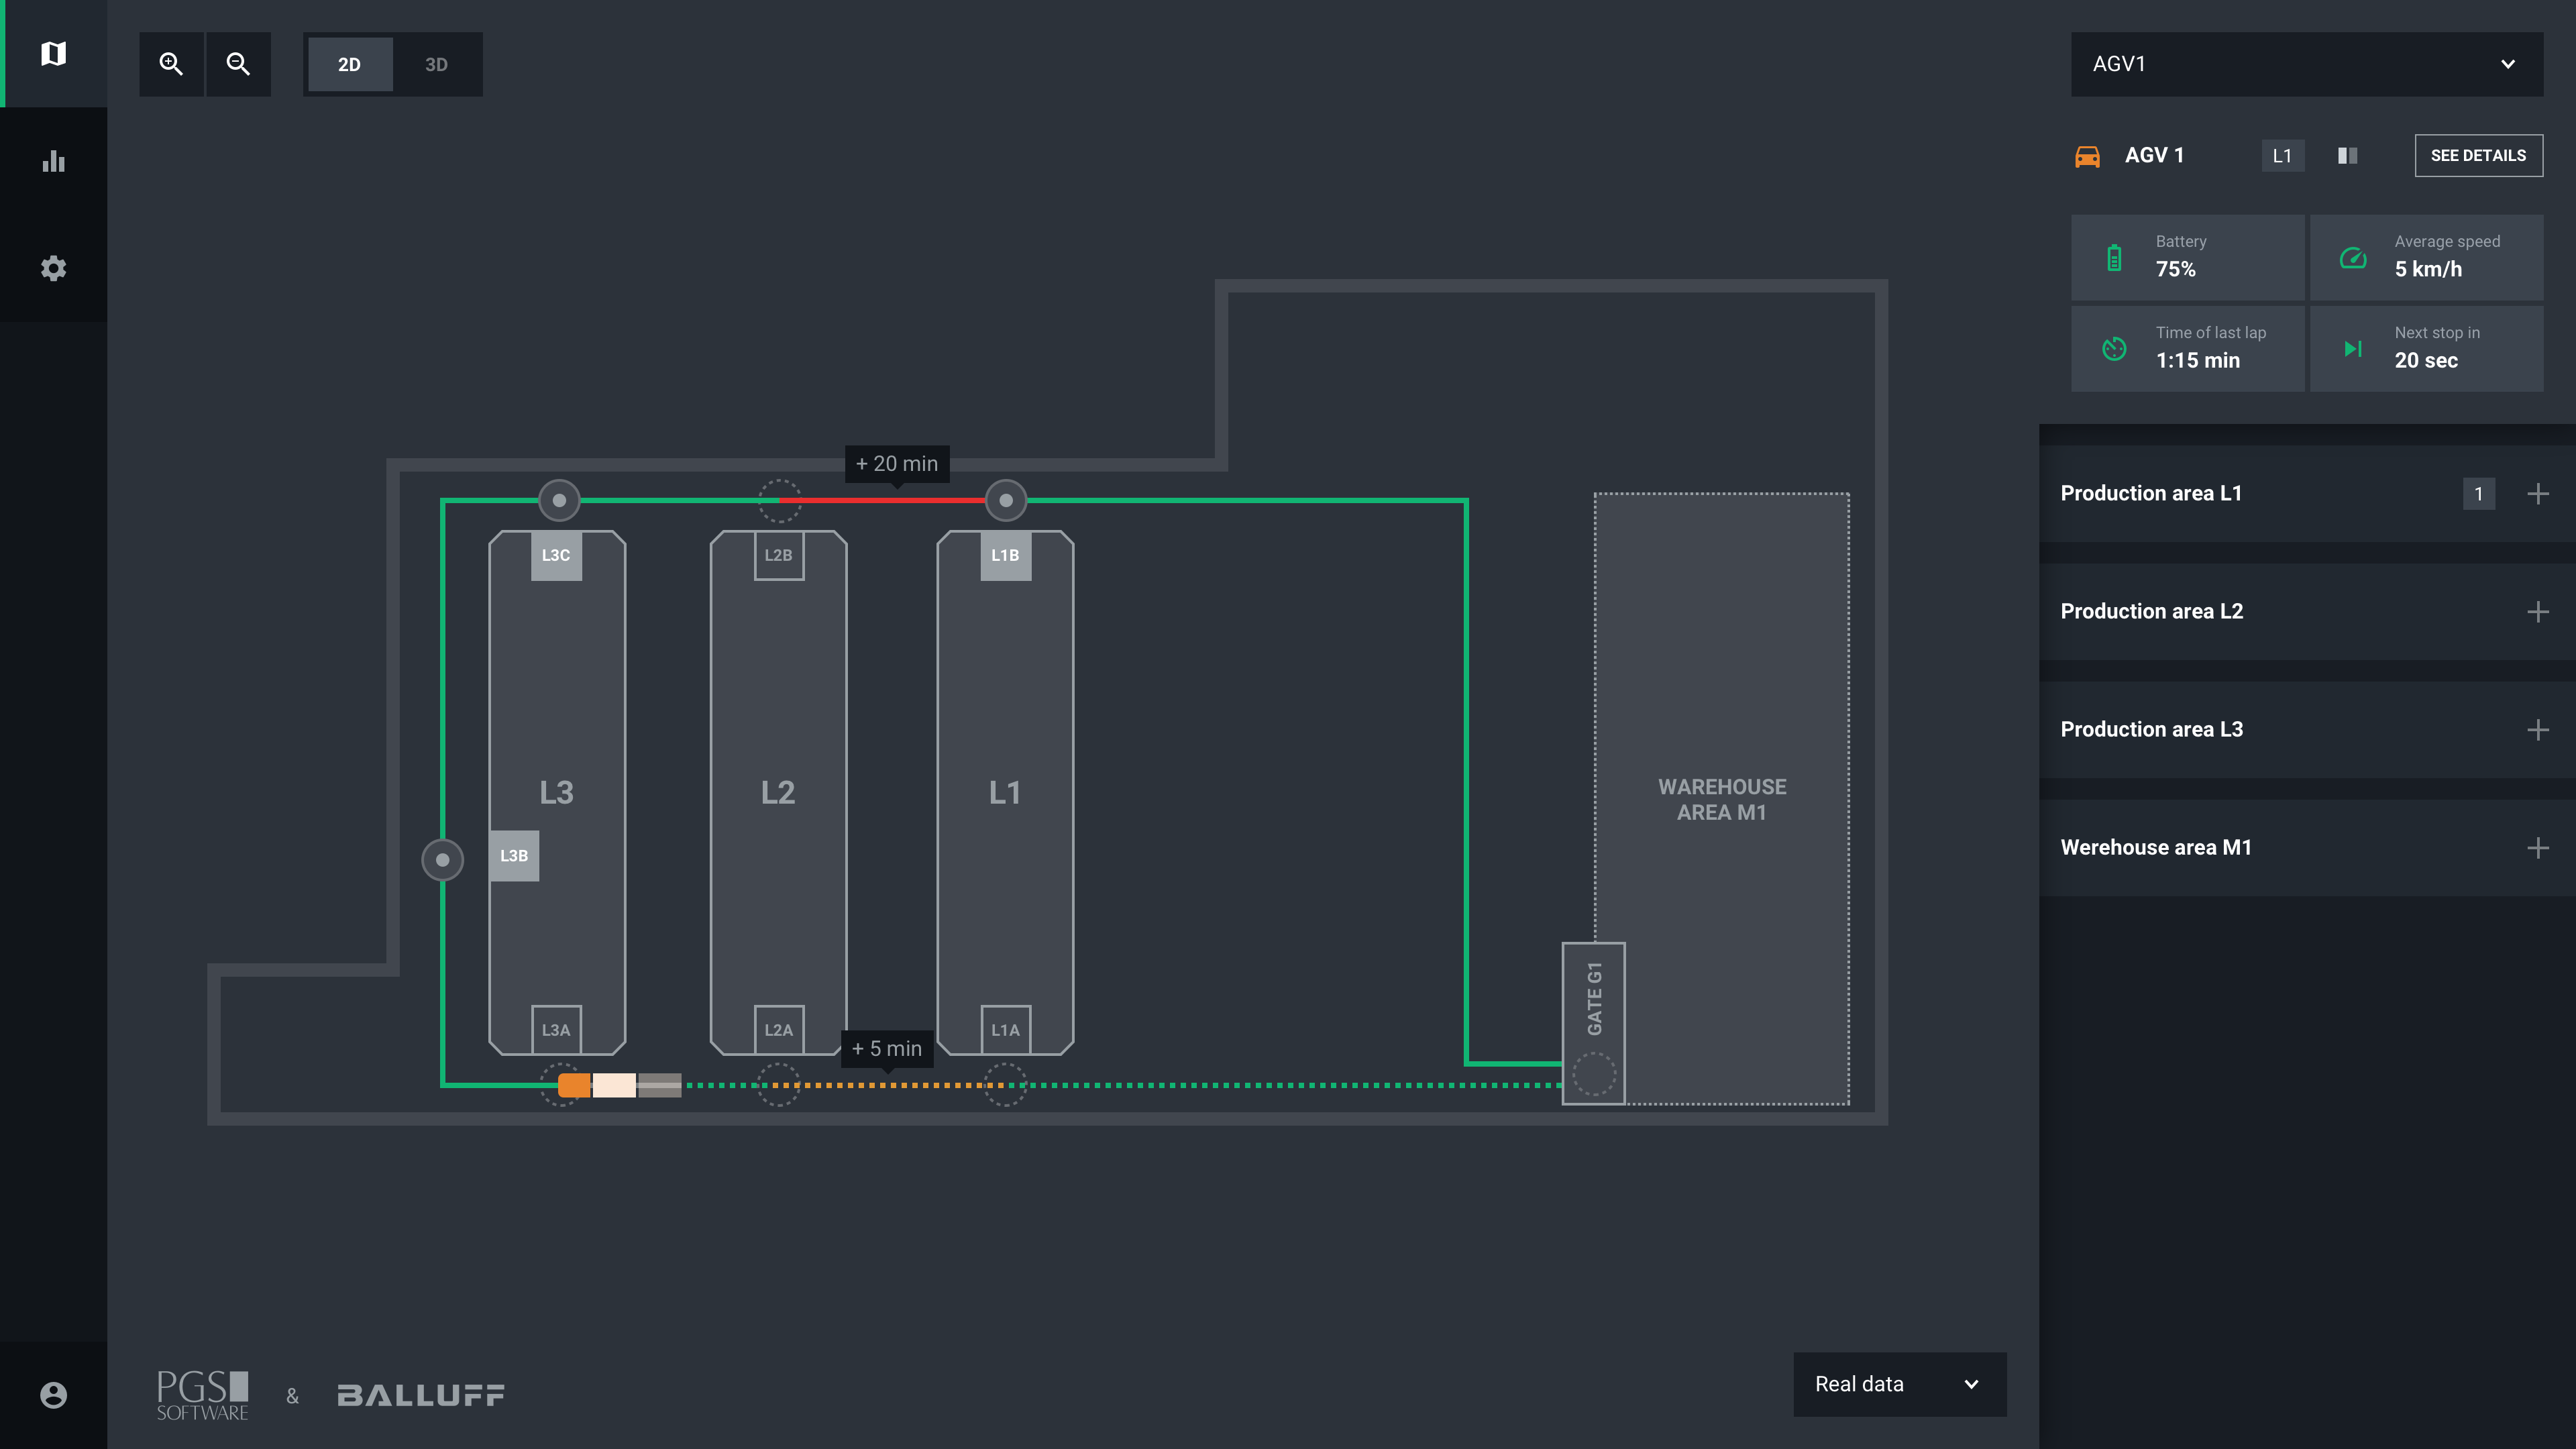 2D
3D
AGV1
AGV 1
L1
SEE DETAILS
Battery
75%
Average speed
5 km/h
Time of last lap
1:15 min
Next stop in
20 sec
+ 20 min
L3C
L2B
L1B
L3
L2
L1
L3B
WAREHOUSE
AREA M1
GATE G1
L3A
L2A
L1A
+ 5 min
Production area L1
1
Production area L2
Production area L3
Werehouse area M1
PGS
SOFTWARE
&
BALLUFF
Real data